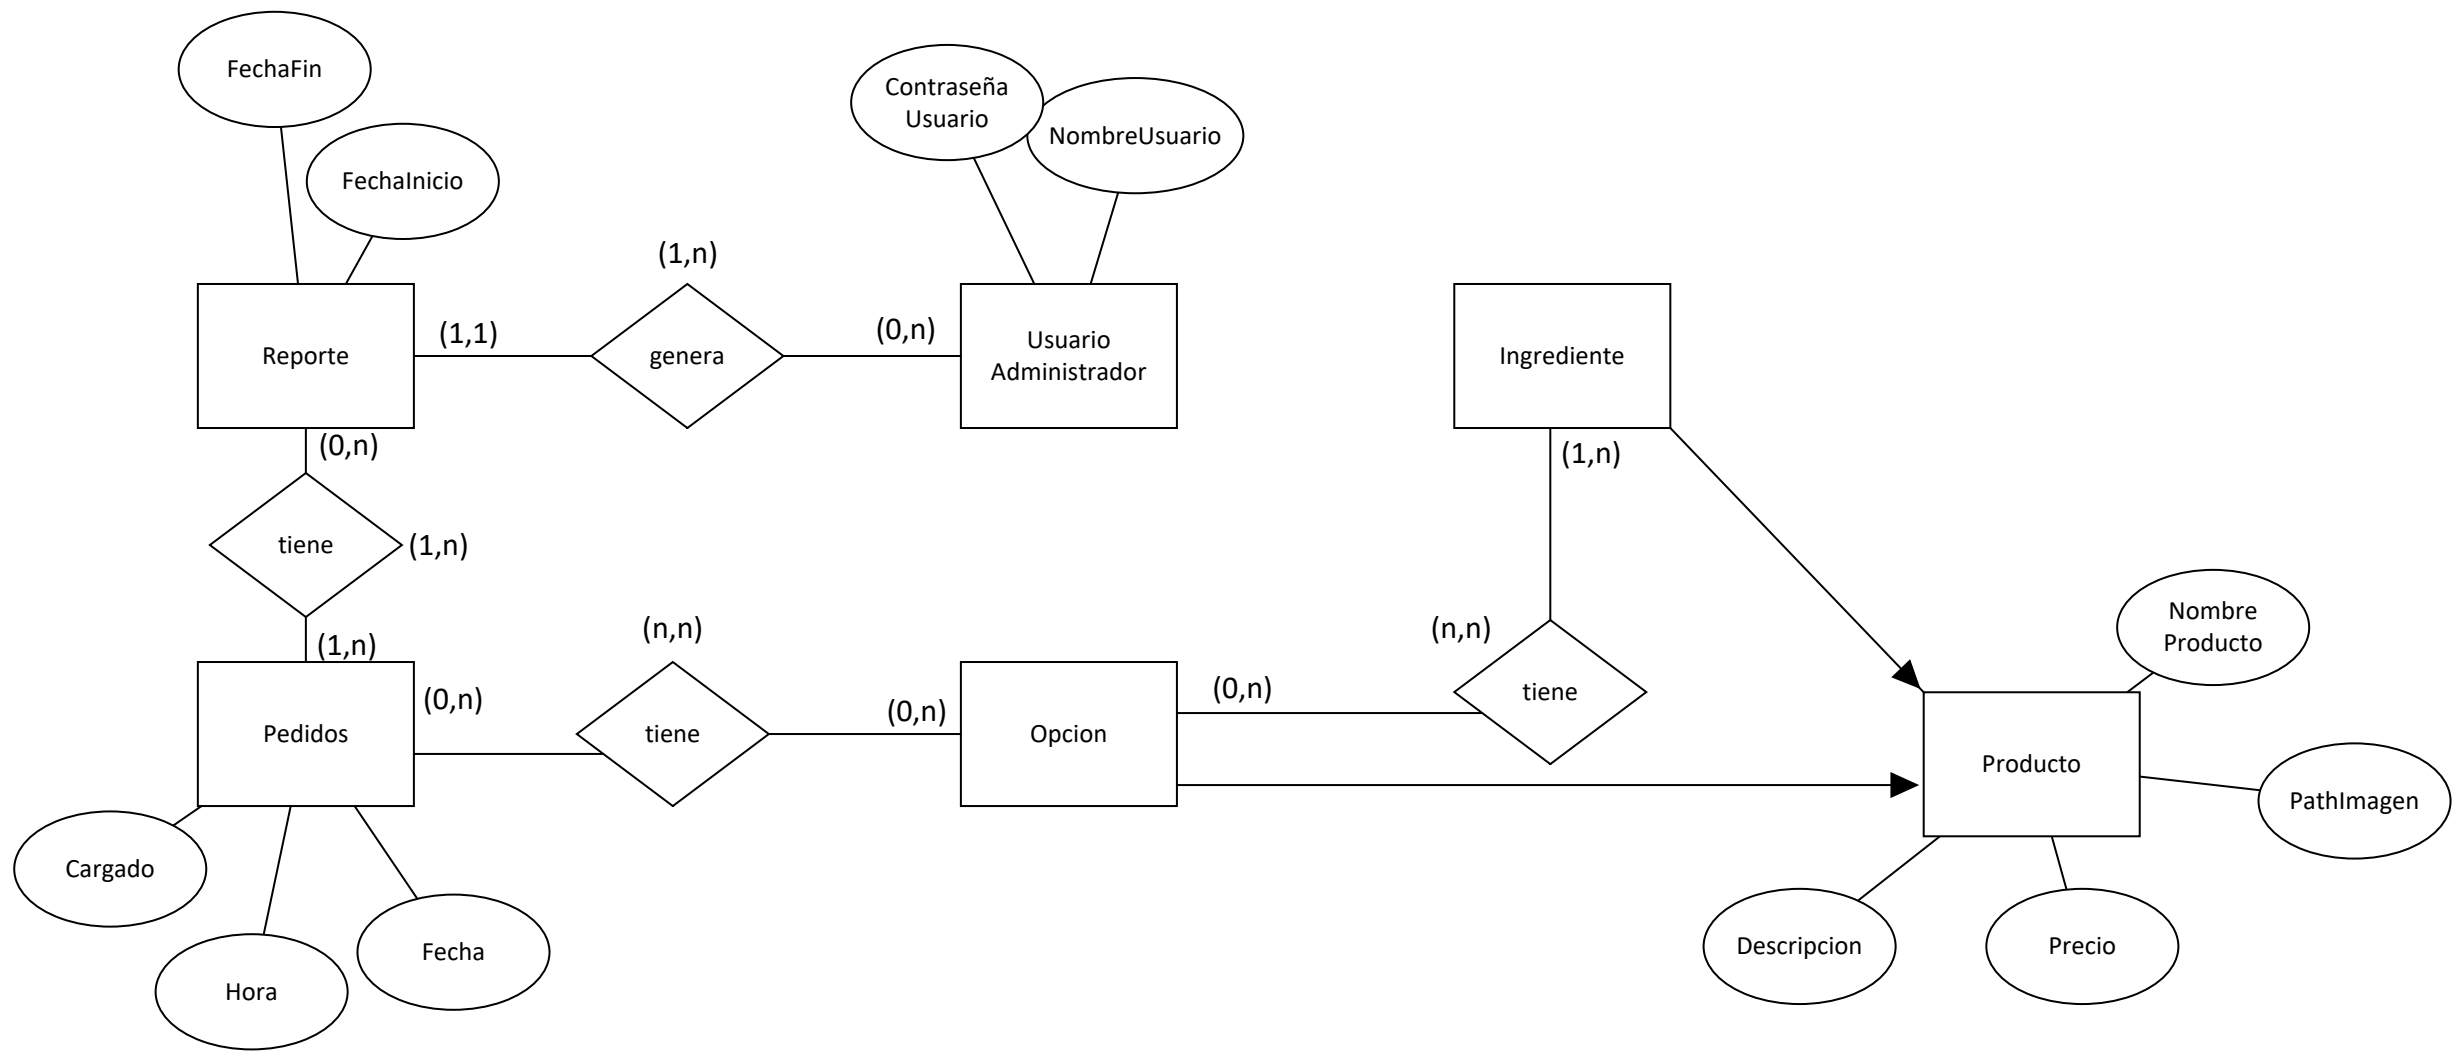 FechaFin
Contraseña
Usuario
NombreUsuario
FechaInicio
(1,n)
(1,1)
(0,n)
Reporte
genera
Usuario
Administrador
Ingrediente
(0,n)
(1,n)
tiene
(1,n)
(1,n)
(n,n)
(n,n)
Nombre
Producto
(0,n)
(0,n)
(0,n)
tiene
Pedidos
tiene
Opcion
Producto
PathImagen
Cargado
Hora
Fecha
Descripcion
Precio